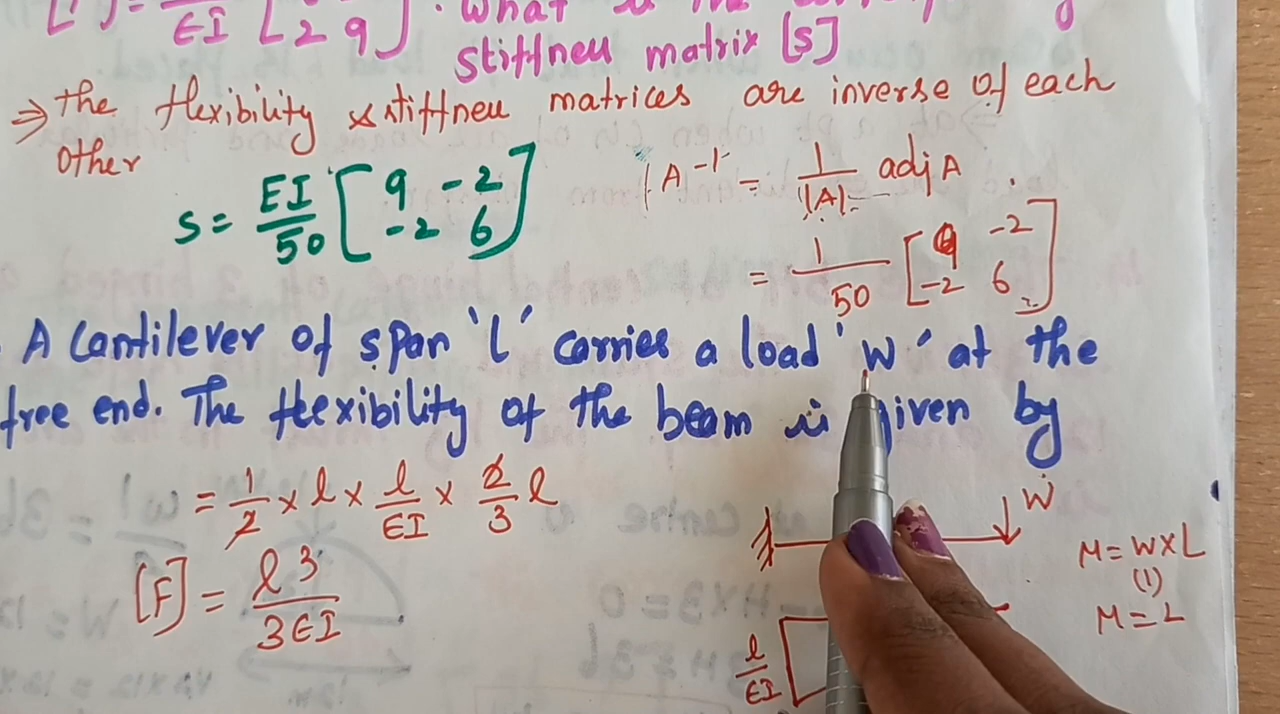 EI [2 9]. What is the
stiffness matrix [S]
⇒ the flexibility & stiffness matrices are inverse of each
other
S = EI/50 [9 -2
-2 6]
(A⁻¹ = 1/|A| adj A
= 1/50 [9 -2
-2 6]
A Cantilever of span 'l' carries a load 'W' at the
free end. The flexibility of the beam is given by
= 1/2 × l × l/EI × 2/3 l
[F] = l3/3EI
W
M = W×L
(1)
M = L
l/EI